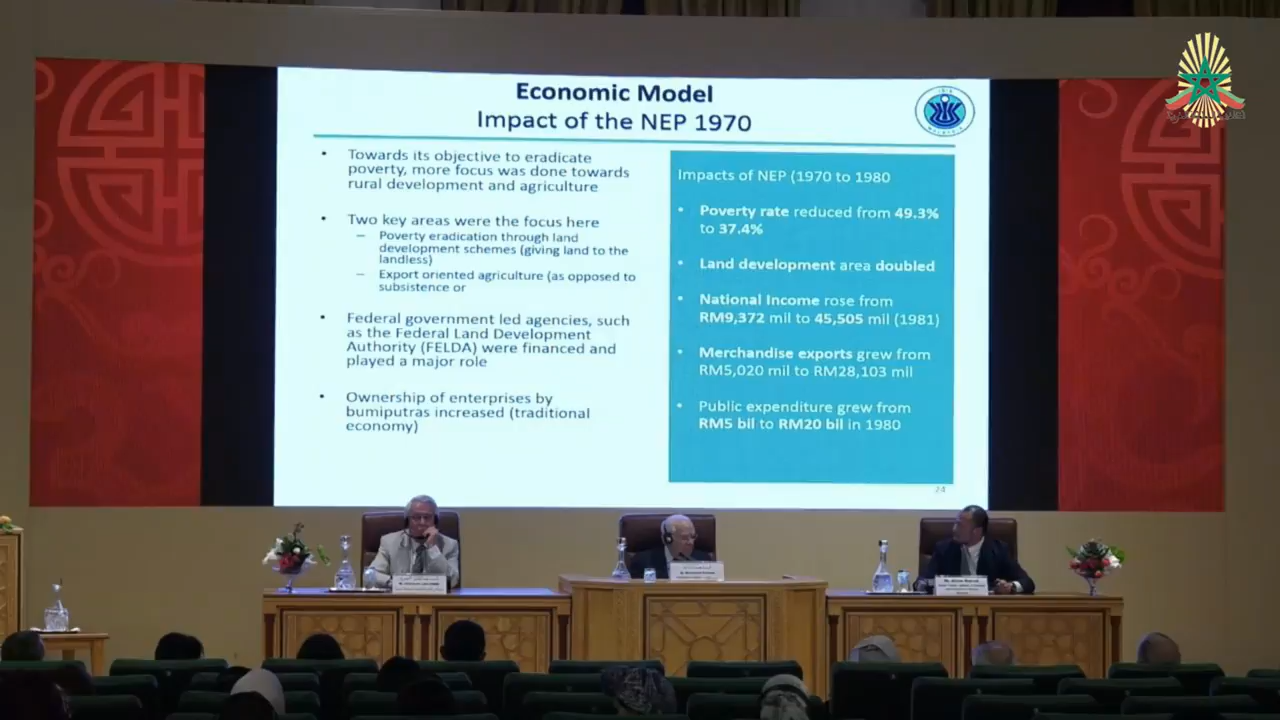 Economic Model
Impact of the NEP 1970
• Towards its objective to eradicate
poverty, more focus was done towards
rural development and agriculture
• Two key areas were the focus here
– Poverty eradication through land
development schemes (giving land to the
landless)
– Export oriented agriculture (as opposed to
subsistence or
• Federal government led agencies, such
as the Federal Land Development
Authority (FELDA) were financed and
played a major role
• Ownership of enterprises by
bumiputras increased (traditional
economy)
Impacts of NEP (1970 to 1980
• Poverty rate reduced from 49.3%
to 37.4%
• Land development area doubled
• National Income rose from
RM9,372 mil to 45,505 mil (1981)
• Merchandise exports grew from
RM5,020 mil to RM28,103 mil
• Public expenditure grew from
RM5 bil to RM20 bil in 1980
24
MALAYSIA